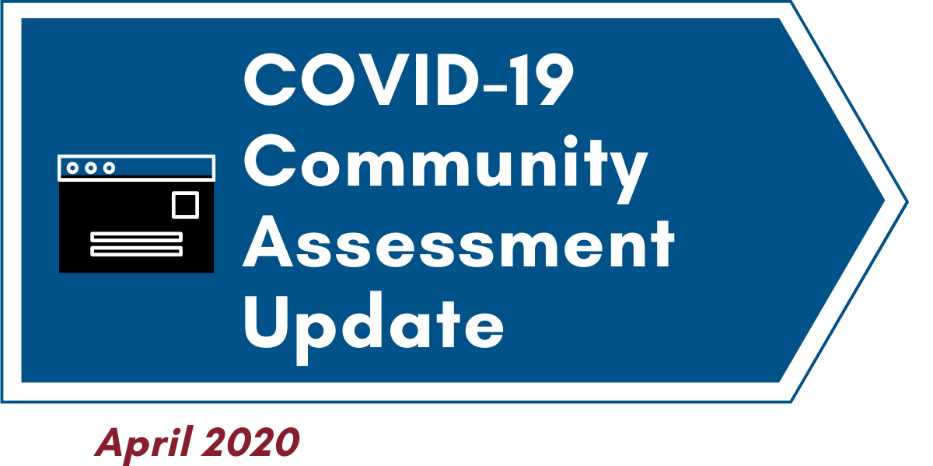 COVID-19
Community
Assessment
Update
April 2020